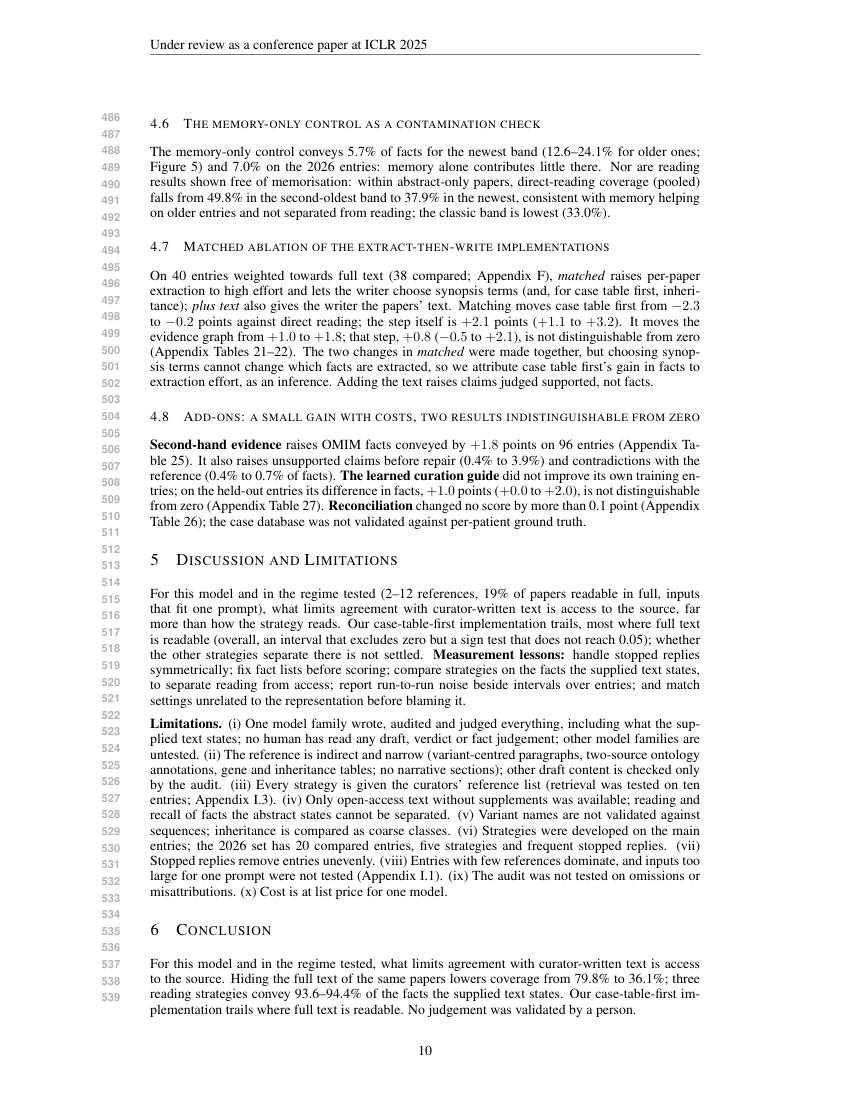 Under review as a conference paper at ICLR 2025
486
487
488
489
490
491
492
493
494
495
496
497
498
499
500
501
502
503
504
505
506
507
508
509
510
511
512
513
514
515
516
517
518
519
520
521
522
523
524
525
526
527
528
529
530
531
532
533
534
535
536
537
538
539
4.6 THE MEMORY-ONLY CONTROL AS A CONTAMINATION CHECK
The memory-only control conveys 5.7% of facts for the newest band (12.6–24.1% for older ones;
Figure 5) and 7.0% on the 2026 entries: memory alone contributes little there. Nor are reading
results shown free of memorisation: within abstract-only papers, direct-reading coverage (pooled)
falls from 49.8% in the second-oldest band to 37.9% in the newest, consistent with memory helping
on older entries and not separated from reading; the classic band is lowest (33.0%).
4.7 MATCHED ABLATION OF THE EXTRACT-THEN-WRITE IMPLEMENTATIONS
On 40 entries weighted towards full text (38 compared; Appendix F), matched raises per-paper
extraction to high effort and lets the writer choose synopsis terms (and, for case table first, inheri-
tance); plus text also gives the writer the papers' text. Matching moves case table first from −2.3
to −0.2 points against direct reading; the step itself is +2.1 points (+1.1 to +3.2). It moves the
evidence graph from +1.0 to +1.8; that step, +0.8 (−0.5 to +2.1), is not distinguishable from zero
(Appendix Tables 21–22). The two changes in matched were made together, but choosing synop-
sis terms cannot change which facts are extracted, so we attribute case table first's gain in facts to
extraction effort, as an inference. Adding the text raises claims judged supported, not facts.
4.8 ADD-ONS: A SMALL GAIN WITH COSTS, TWO RESULTS INDISTINGUISHABLE FROM ZERO
Second-hand evidence raises OMIM facts conveyed by +1.8 points on 96 entries (Appendix Ta-
ble 25). It also raises unsupported claims before repair (0.4% to 3.9%) and contradictions with the
reference (0.4% to 0.7% of facts). The learned curation guide did not improve its own training en-
tries; on the held-out entries its difference in facts, +1.0 points (+0.0 to +2.0), is not distinguishable
from zero (Appendix Table 27). Reconciliation changed no score by more than 0.1 point (Appendix
Table 26); the case database was not validated against per-patient ground truth.
5 DISCUSSION AND LIMITATIONS
For this model and in the regime tested (2–12 references, 19% of papers readable in full, inputs
that fit one prompt), what limits agreement with curator-written text is access to the source, far
more than how the strategy reads. Our case-table-first implementation trails, most where full text
is readable (overall, an interval that excludes zero but a sign test that does not reach 0.05); whether
the other strategies separate there is not settled. Measurement lessons: handle stopped replies
symmetrically; fix fact lists before scoring; compare strategies on the facts the supplied text states,
to separate reading from access; report run-to-run noise beside intervals over entries; and match
settings unrelated to the representation before blaming it.
Limitations. (i) One model family wrote, audited and judged everything, including what the sup-
plied text states; no human has read any draft, verdict or fact judgement; other model families are
untested. (ii) The reference is indirect and narrow (variant-centred paragraphs, two-source ontology
annotations, gene and inheritance tables; no narrative sections); other draft content is checked only
by the audit. (iii) Every strategy is given the curators' reference list (retrieval was tested on ten
entries; Appendix I.3). (iv) Only open-access text without supplements was available; reading and
recall of facts the abstract states cannot be separated. (v) Variant names are not validated against
sequences; inheritance is compared as coarse classes. (vi) Strategies were developed on the main
entries; the 2026 set has 20 compared entries, five strategies and frequent stopped replies. (vii)
Stopped replies remove entries unevenly. (viii) Entries with few references dominate, and inputs too
large for one prompt were not tested (Appendix I.1). (ix) The audit was not tested on omissions or
misattributions. (x) Cost is at list price for one model.
6 CONCLUSION
For this model and in the regime tested, what limits agreement with curator-written text is access
to the source. Hiding the full text of the same papers lowers coverage from 79.8% to 36.1%; three
reading strategies convey 93.6–94.4% of the facts the supplied text states. Our case-table-first im-
plementation trails where full text is readable. No judgement was validated by a person.
10